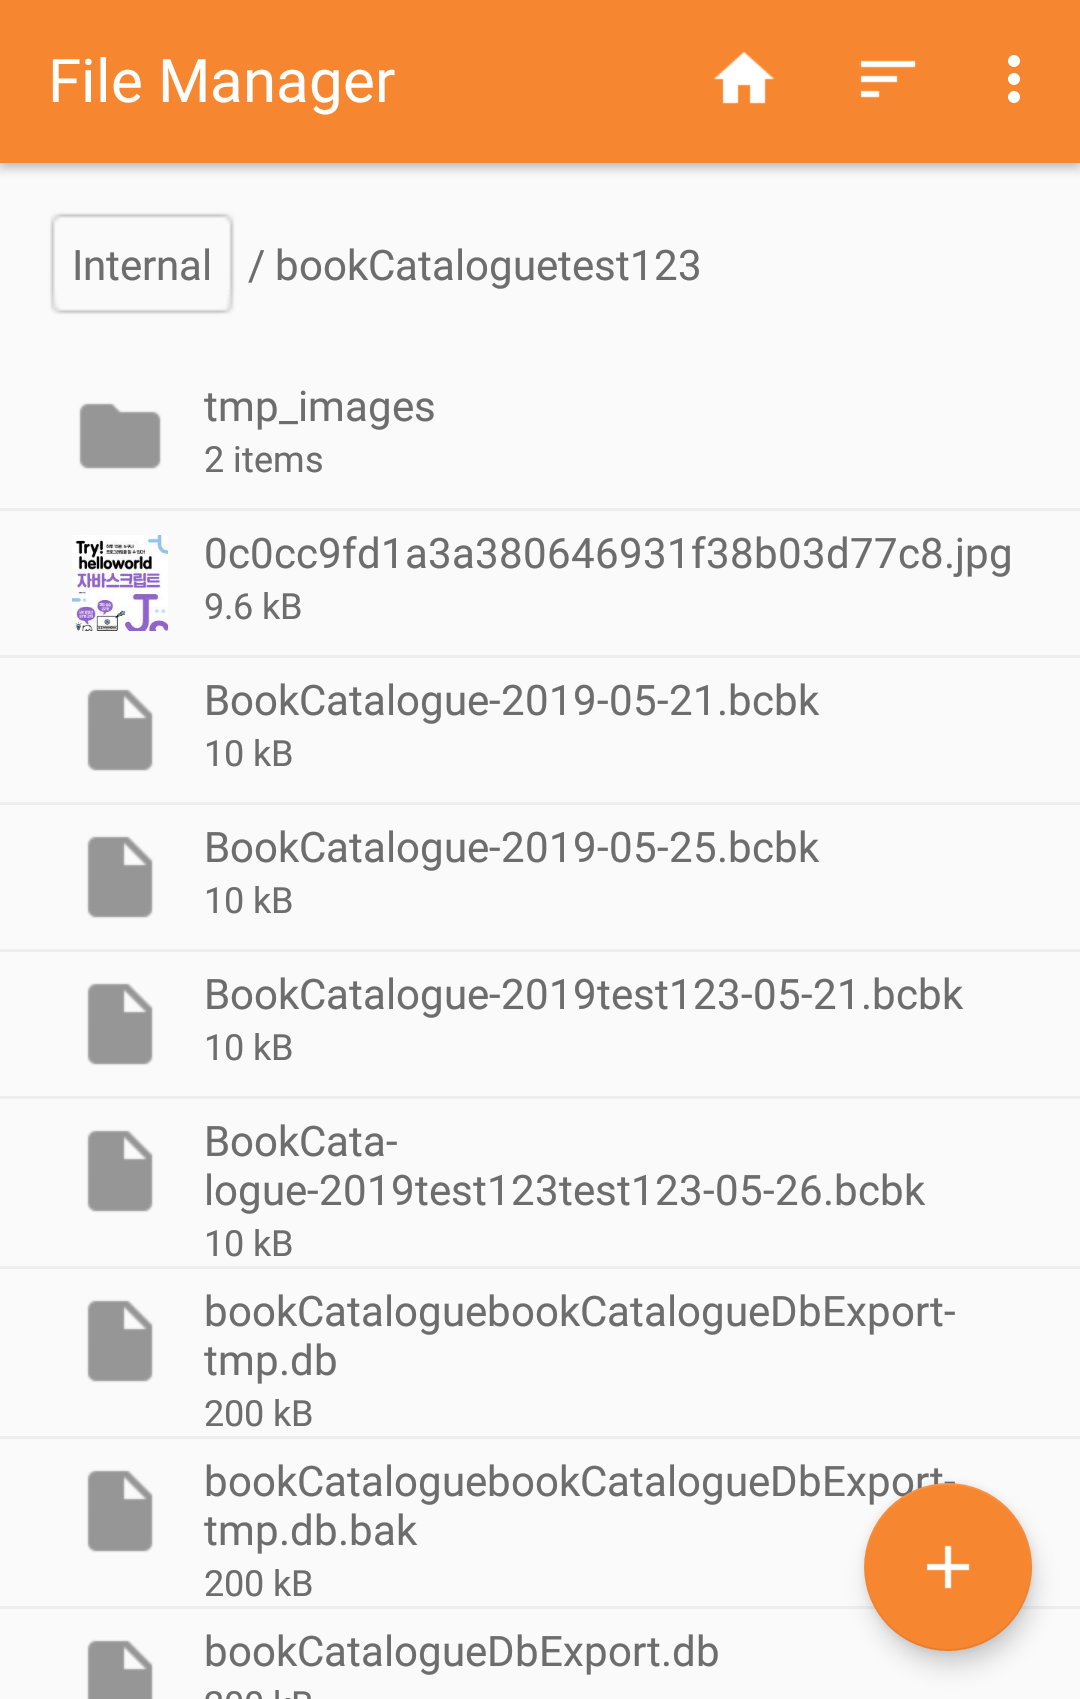 File Manager
Internal / bookCataloguetest123
tmp_images
2 items
Try!
helloworld
자바스크립트
0c0cc9fd1a3a380646931f38b03d77c8.jpg
9.6 kB
BookCatalogue-2019-05-21.bcbk
10 kB
BookCatalogue-2019-05-25.bcbk
10 kB
BookCatalogue-2019test123-05-21.bcbk
10 kB
BookCata-
logue-2019test123test123-05-26.bcbk
10 kB
bookCataloguebookCatalogueDbExport-
tmp.db
200 kB
bookCataloguebookCatalogueDbExport-
tmp.db.bak
200 kB
bookCatalogueDbExport.db